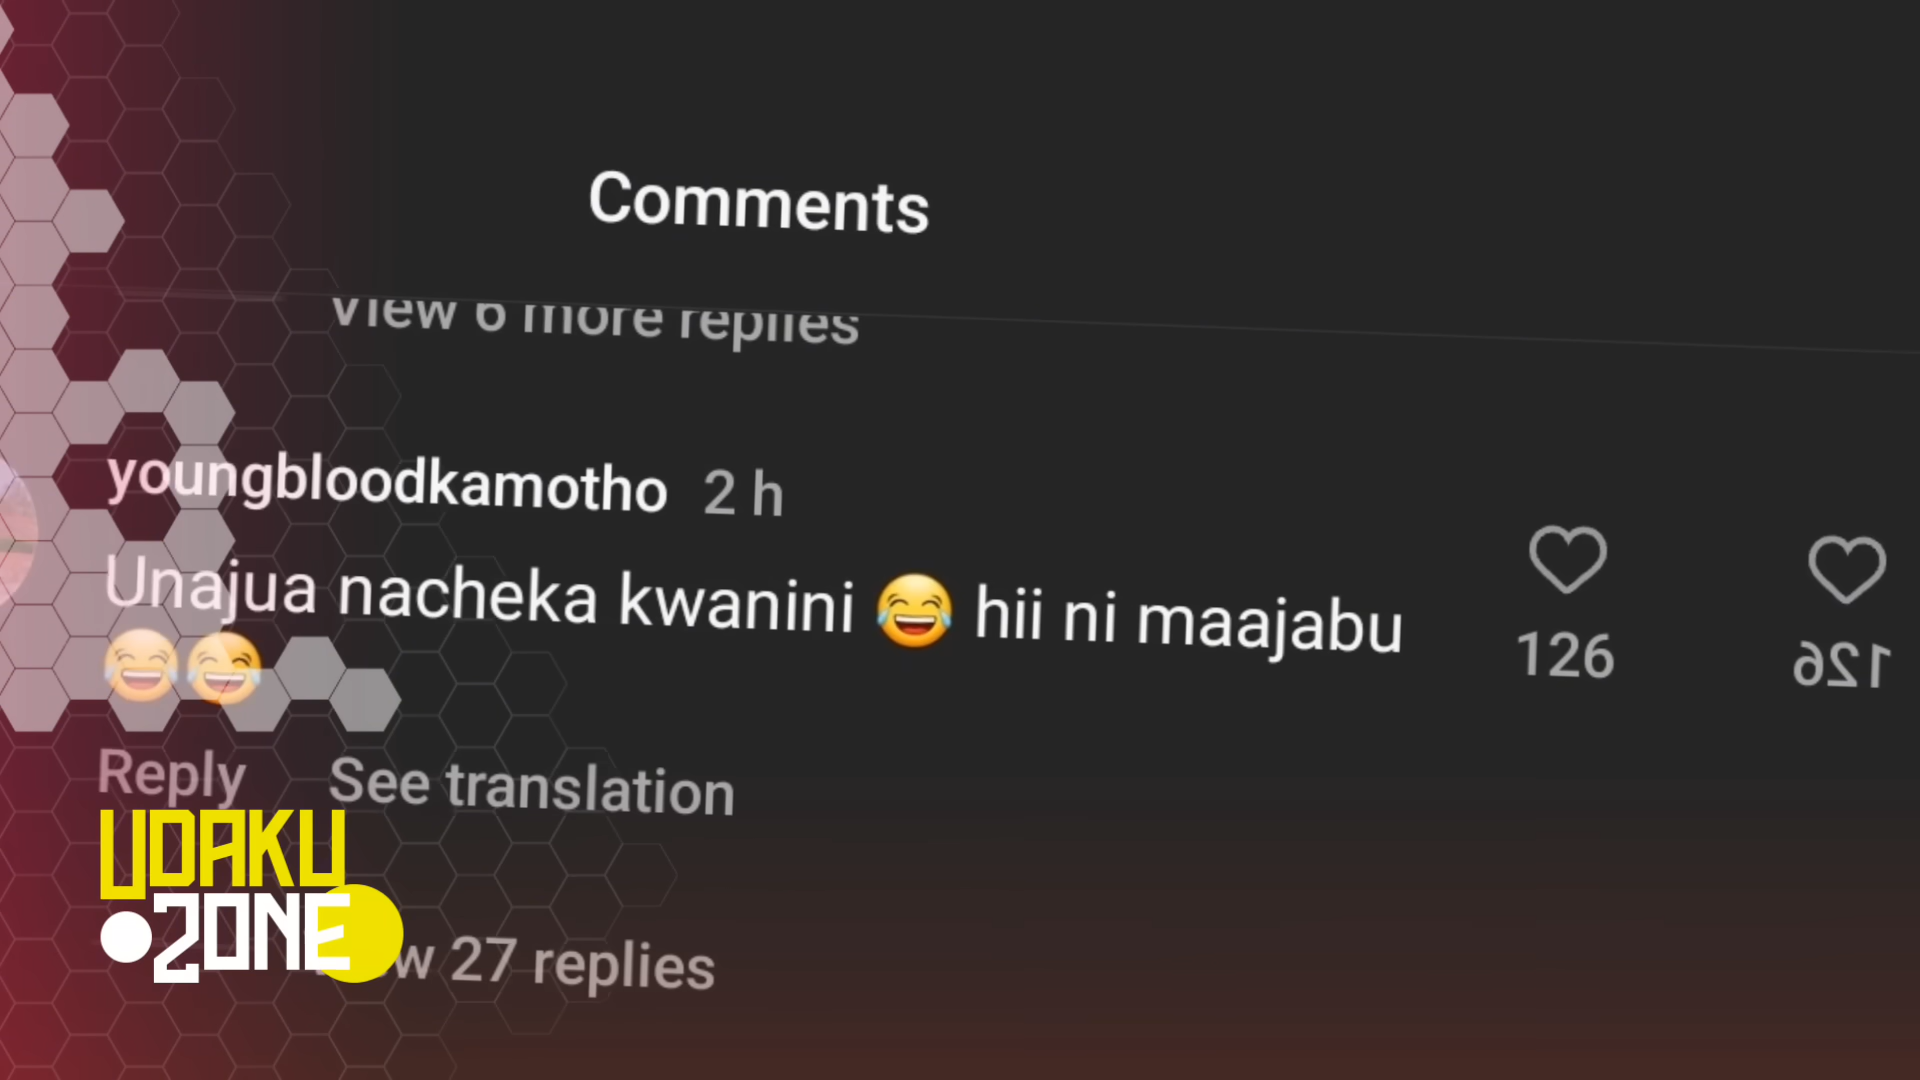 Comments
View 6 more replies
youngbloodkamotho 2 h
Unajua nacheka kwanini 😂 hii ni maajabu
😂😂
126
126
Reply See translation
UDAKU
ZONE
w 27 replies